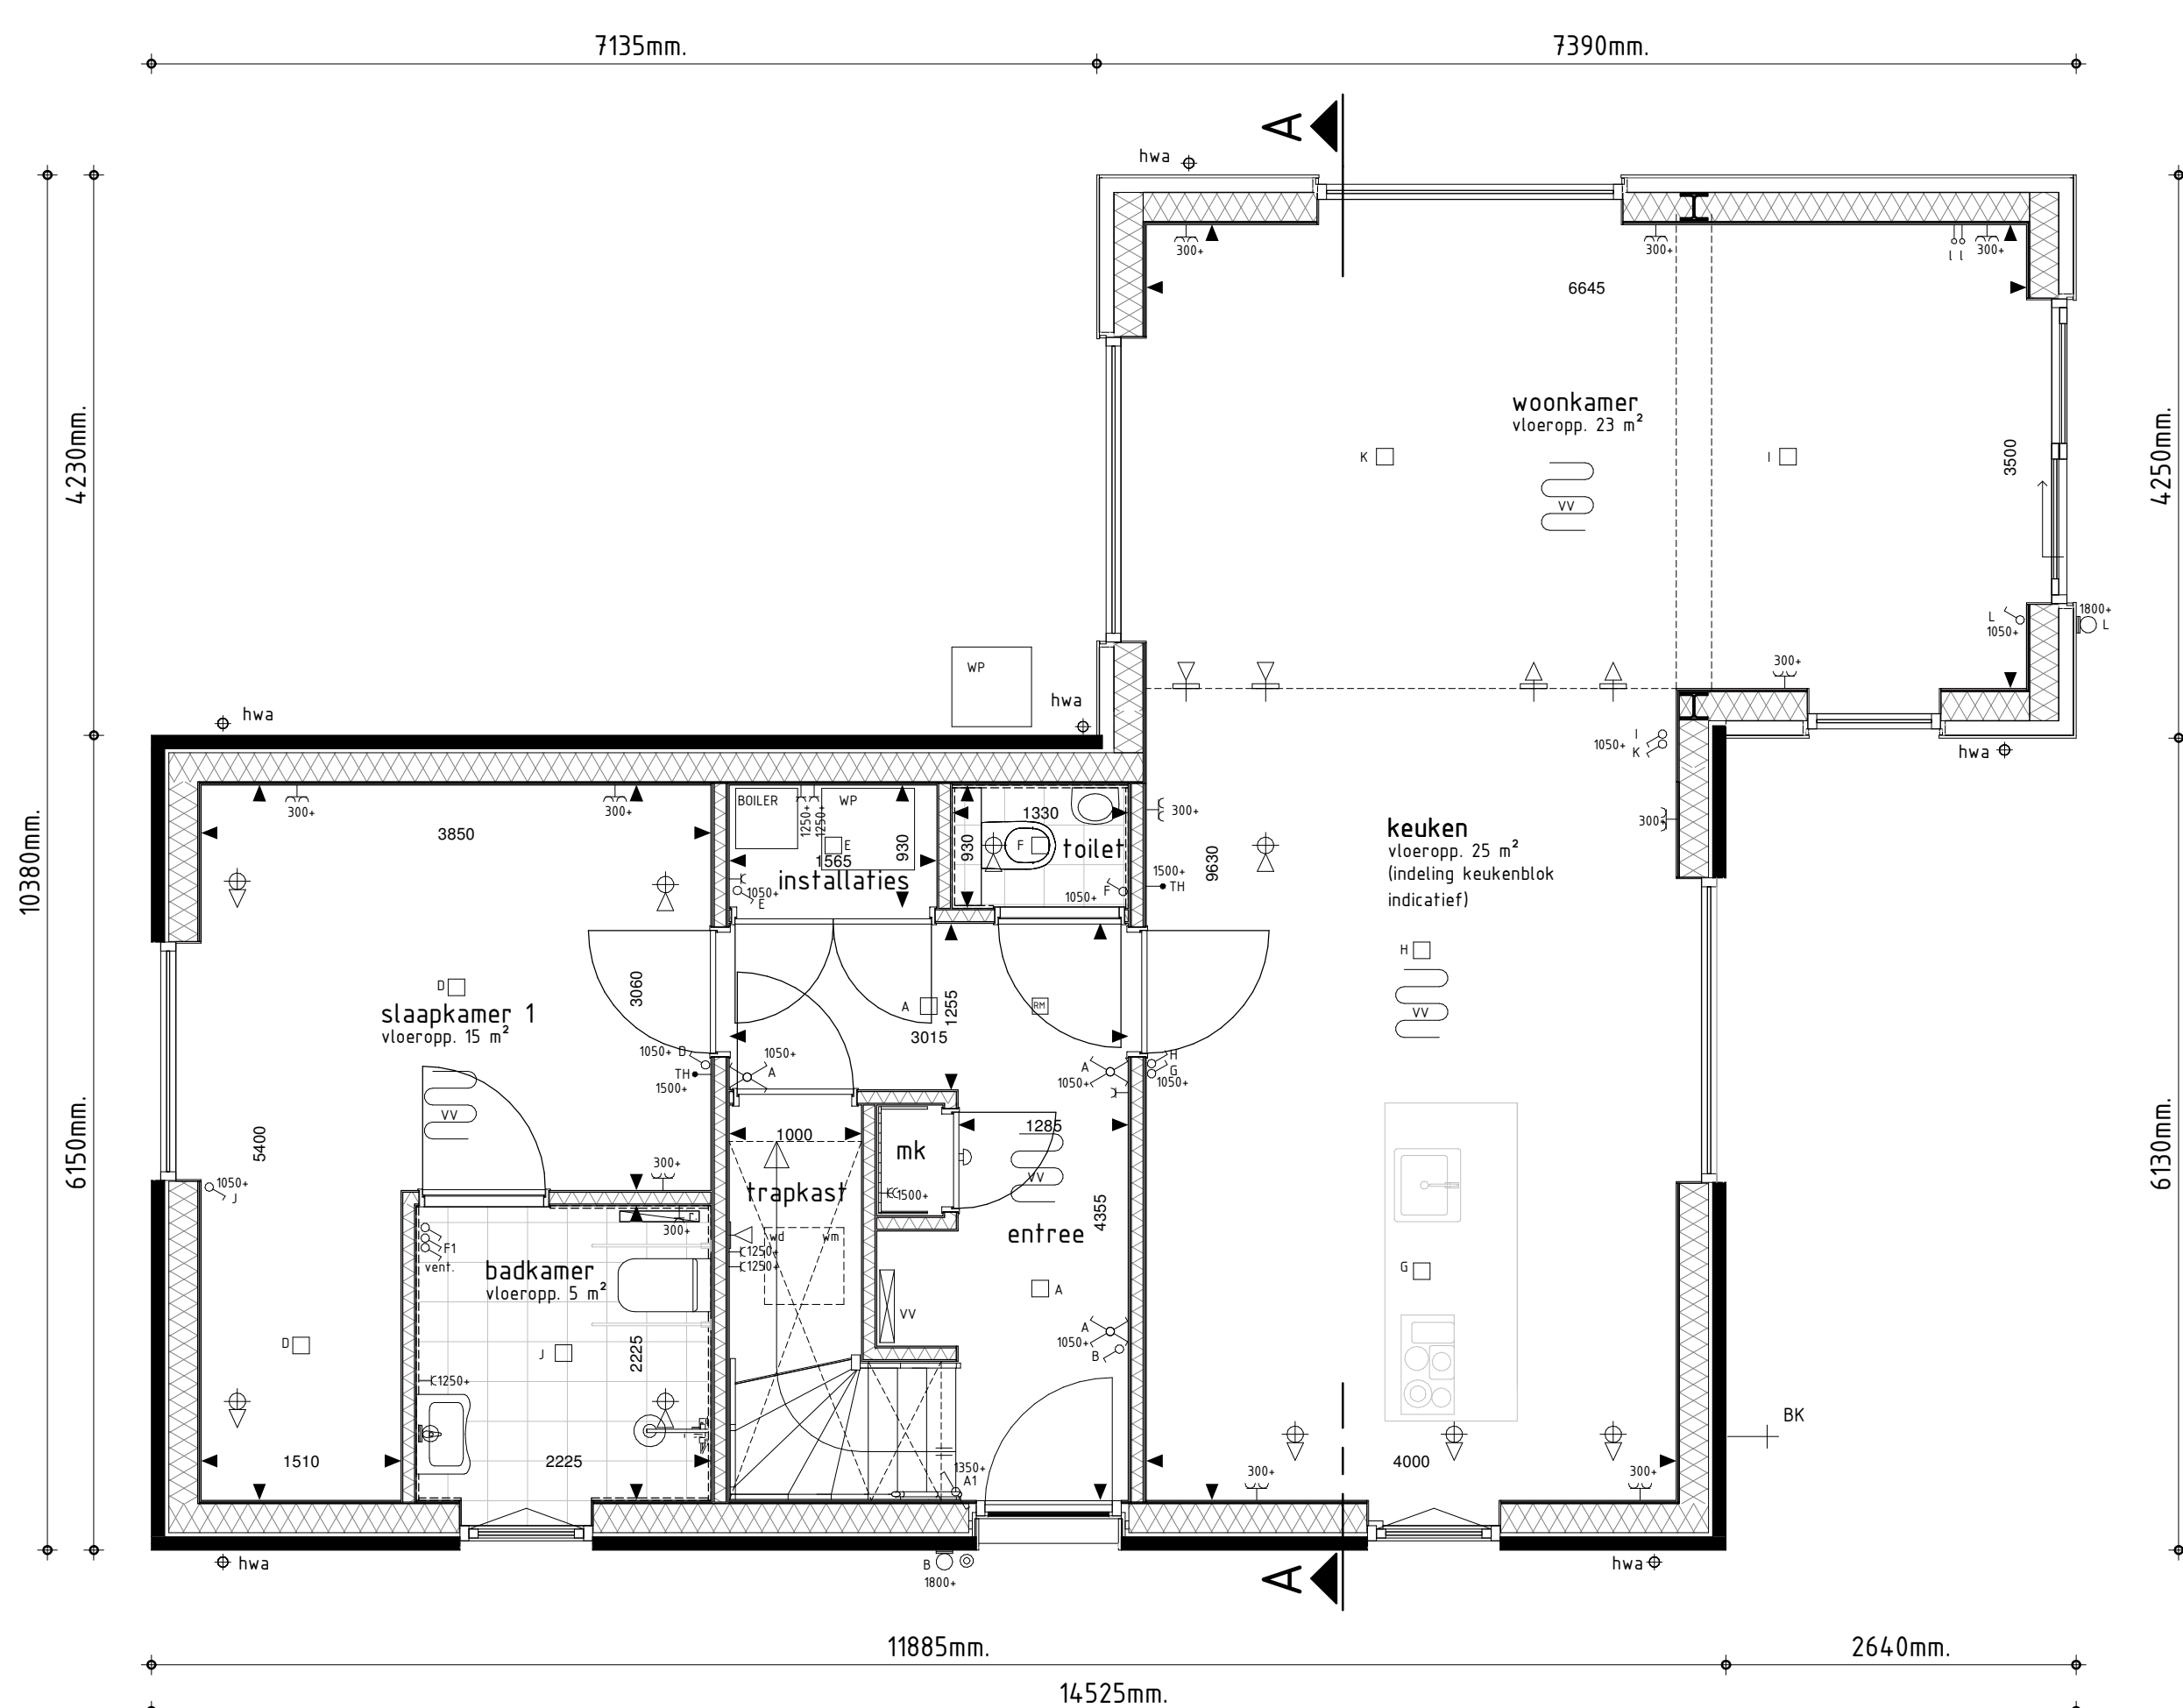 7135mm.
7390mm.
A
hwa
300+
300+
l l
300+
6645
woonkamer
vloeropp. 23 m²
K
I
VV
3500
4230mm.
4250mm.
10380mm.
L
1050+
1800+
L
WP
hwa
hwa
300+
I
K
1050+
hwa
300+
300+
BOILER
1250+
1250+
WP
E
930
1565
installaties
1050+
E
930
1330
F
toilet
F
1050+
300+
1500+
TH
9630
300+
keuken
vloeropp. 25 m²
(indeling keukenblok
indicatief)
3850
H
VV
D
slaapkamer 1
vloeropp. 15 m²
3060
A
1255
RM
3015
1050+ D
TH
1500+
1050+
A
A
1050+
H
G
1050+
VV
5400
1000
mk
1285
VV
1500+
trapkast
entree
4355
6150mm.
6130mm.
300+
1050+
J
300+
F1
vent.
wd
wm
1250+
1250+
badkamer
vloeropp. 5 m²
G
A
VV
D
J
2225
A
1050+
B
1250+
BK
1510
2225
1350+
A1
4000
300+
300+
hwa
B
1800+
A
hwa
11885mm.
2640mm.
14525mm.